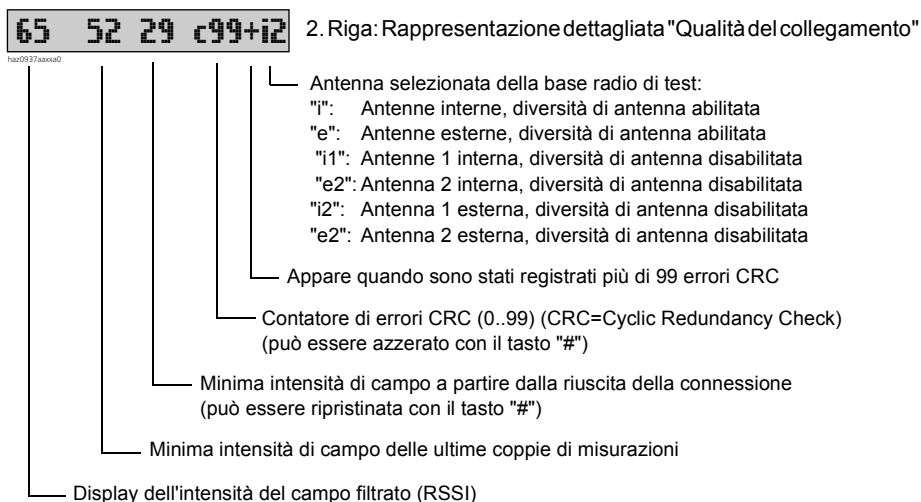 65 52 29 c99+i2
2. Riga: Rappresentazione dettagliata "Qualità del collegamento"
haz0937aaxxa0
Antenna selezionata della base radio di test:
"i": Antenne interne, diversità di antenna abilitata
"e": Antenne esterne, diversità di antenna abilitata
"i1": Antenne 1 interna, diversità di antenna disabilitata
"e2": Antenna 2 interna, diversità di antenna disabilitata
"i2": Antenna 1 esterna, diversità di antenna disabilitata
"e2": Antenna 2 esterna, diversità di antenna disabilitata
Appare quando sono stati registrati più di 99 errori CRC
Contatore di errori CRC (0..99) (CRC=Cyclic Redundancy Check)
(può essere azzerato con il tasto "#")
Minima intensità di campo a partire dalla riuscita della connessione
(può essere ripristinata con il tasto "#")
Minima intensità di campo delle ultime coppie di misurazioni
Display dell'intensità del campo filtrato (RSSI)